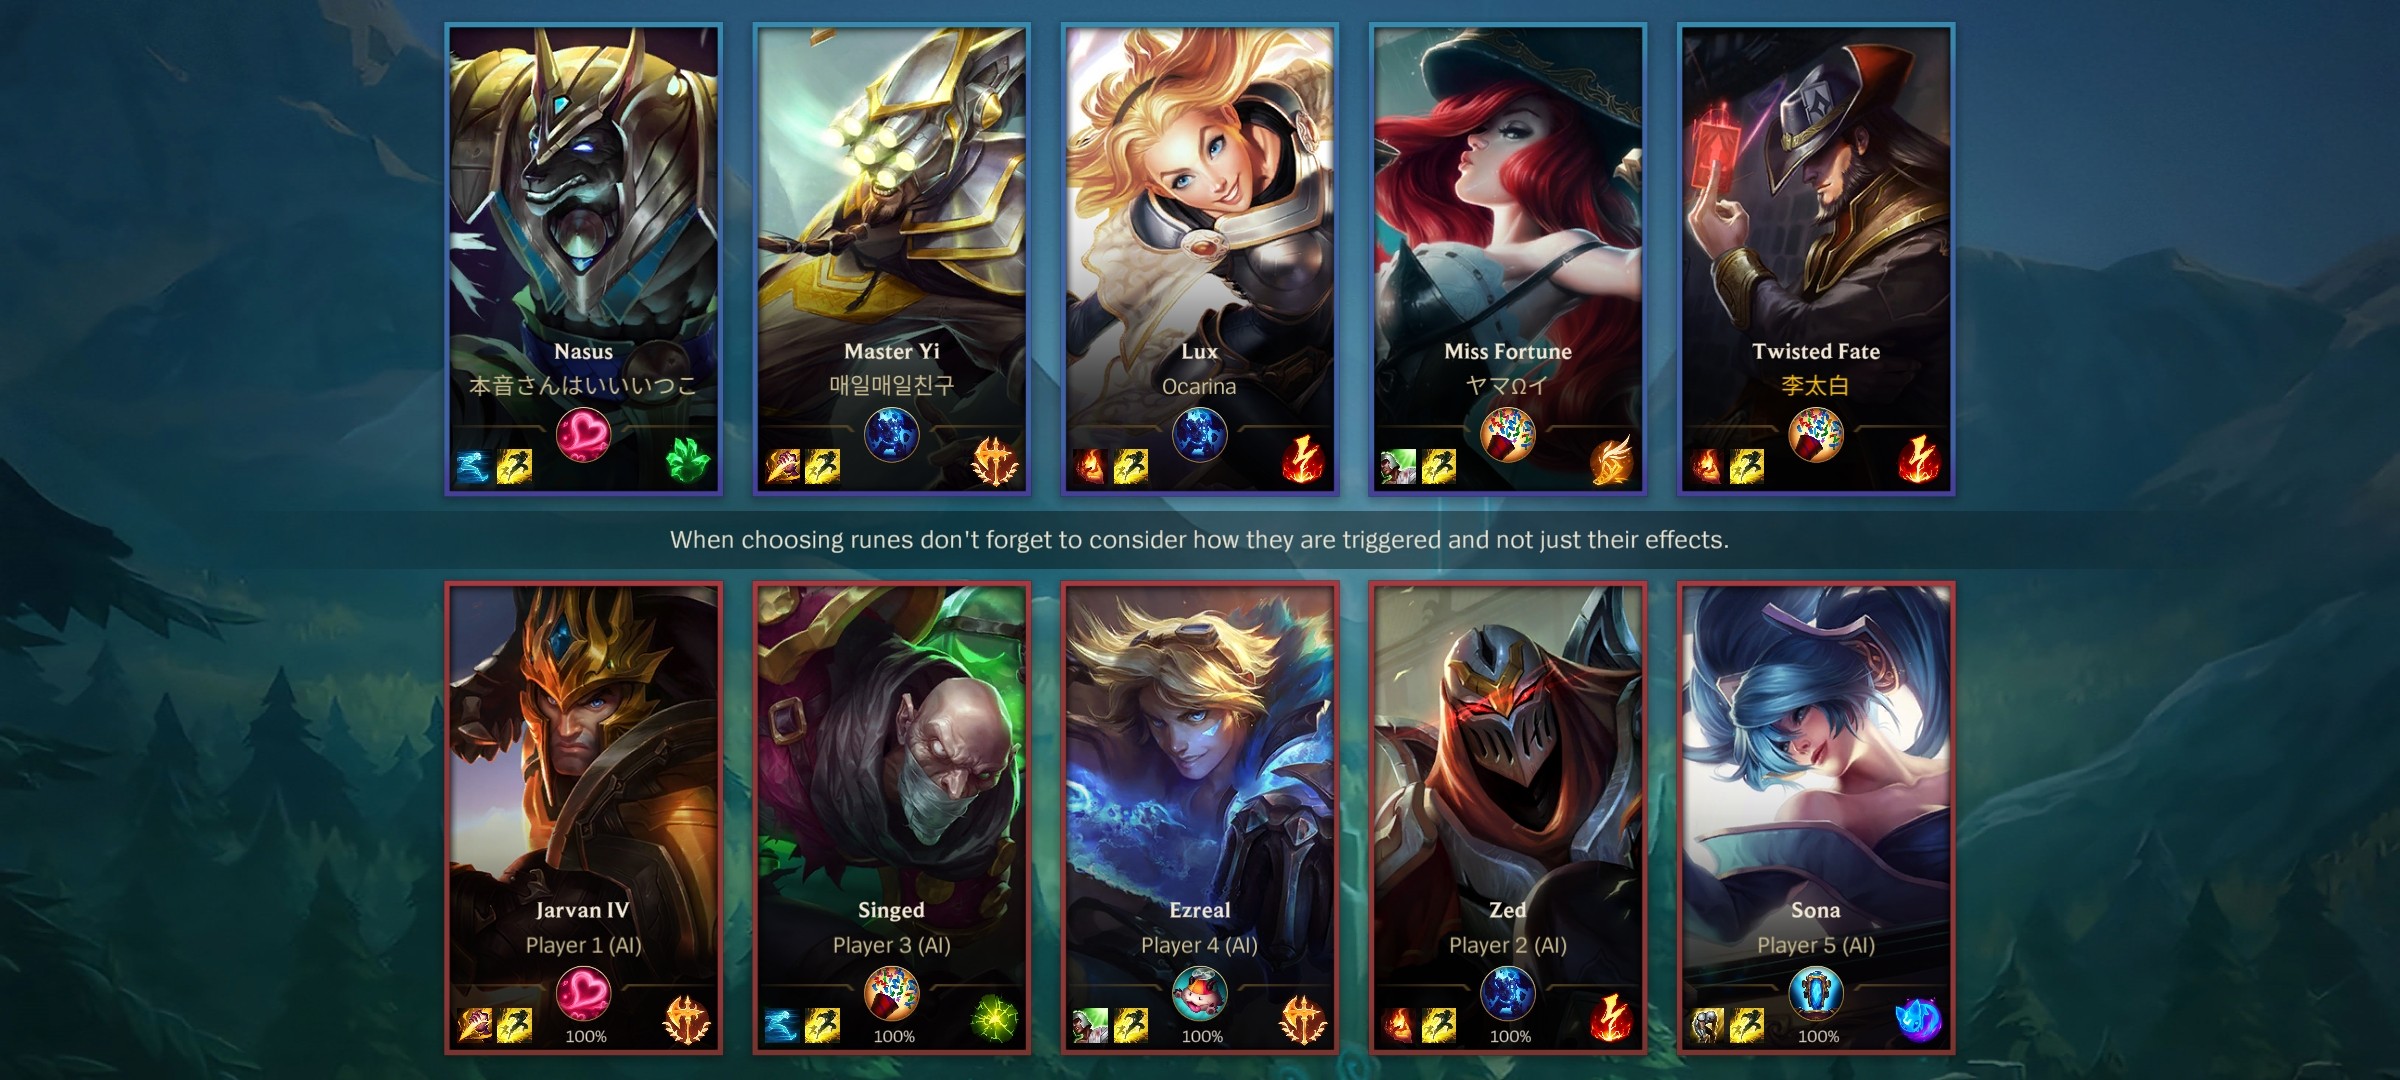 Nasus
本音さんはいいいつこ
Master Yi
매일매일친구
Lux
Ocarina
Miss Fortune
ヤマΩイ
Twisted Fate
李太白
When choosing runes don't forget to consider how they are triggered and not just their effects.
Jarvan IV
Player 1 (AI)
100%
Singed
Player 3 (AI)
100%
Ezreal
Player 4 (AI)
100%
Zed
Player 2 (AI)
100%
Sona
Player 5 (AI)
100%